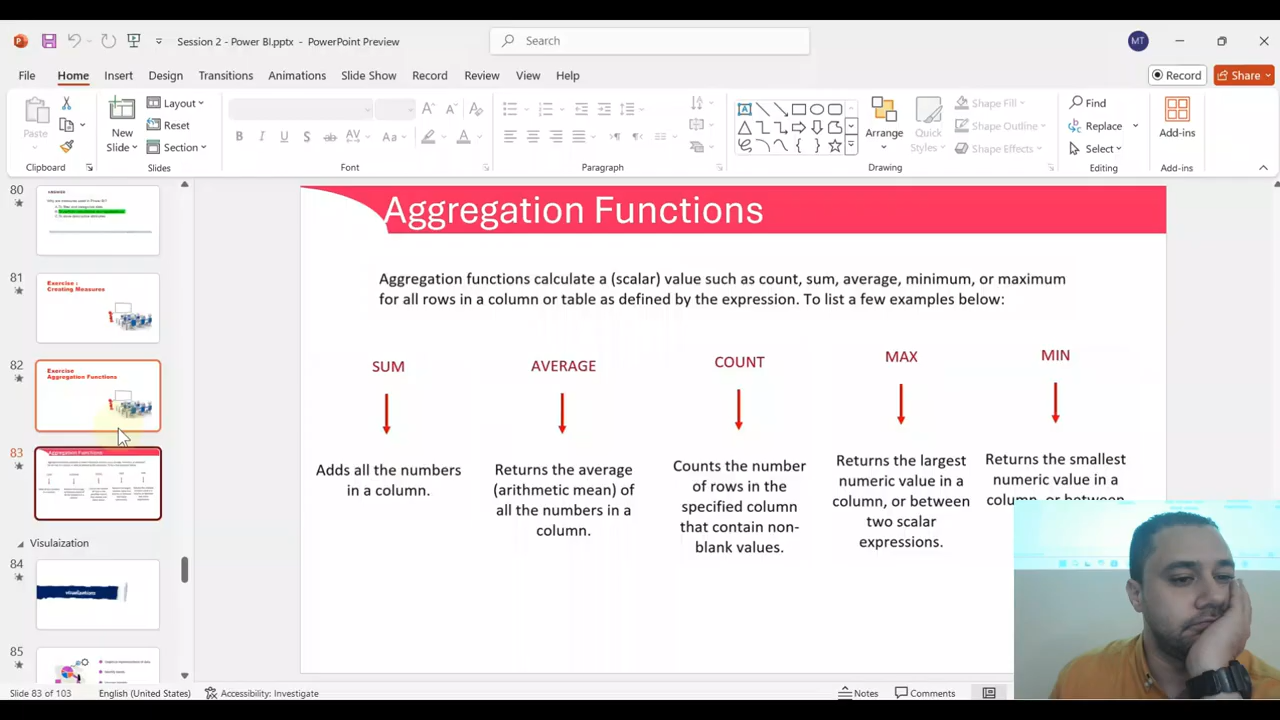 Session 2 - Power BI.pptx - PowerPoint Preview
Search
MT
File Home Insert Design Transitions Animations Slide Show Record Review View Help
Record Share
Paste
Clipboard
New Slide
Layout
Reset
Section
Slides
Font
Paragraph
Arrange
Quick Styles
Shape Fill
Shape Outline
Shape Effects
Drawing
Find
Replace
Select
Editing
Add-ins
Add-ins
80
81
Exercise :
Creating Measures
82
Exercise
Aggregation Functions
83
Aggregation Functions
Visulaization
84
85
Aggregation Functions
Aggregation functions calculate a (scalar) value such as count, sum, average, minimum, or maximum
for all rows in a column or table as defined by the expression. To list a few examples below:
SUM
Adds all the numbers
in a column.
AVERAGE
Returns the average
(arithmetic mean) of
all the numbers in a
column.
COUNT
Counts the number
of rows in the
specified column
that contain non-
blank values.
MAX
Returns the largest
numeric value in a
column, or between
two scalar
expressions.
MIN
Returns the smallest
numeric value in a
column, or between
Slide 83 of 103 English (United States) Accessibility: Investigate Notes Comments